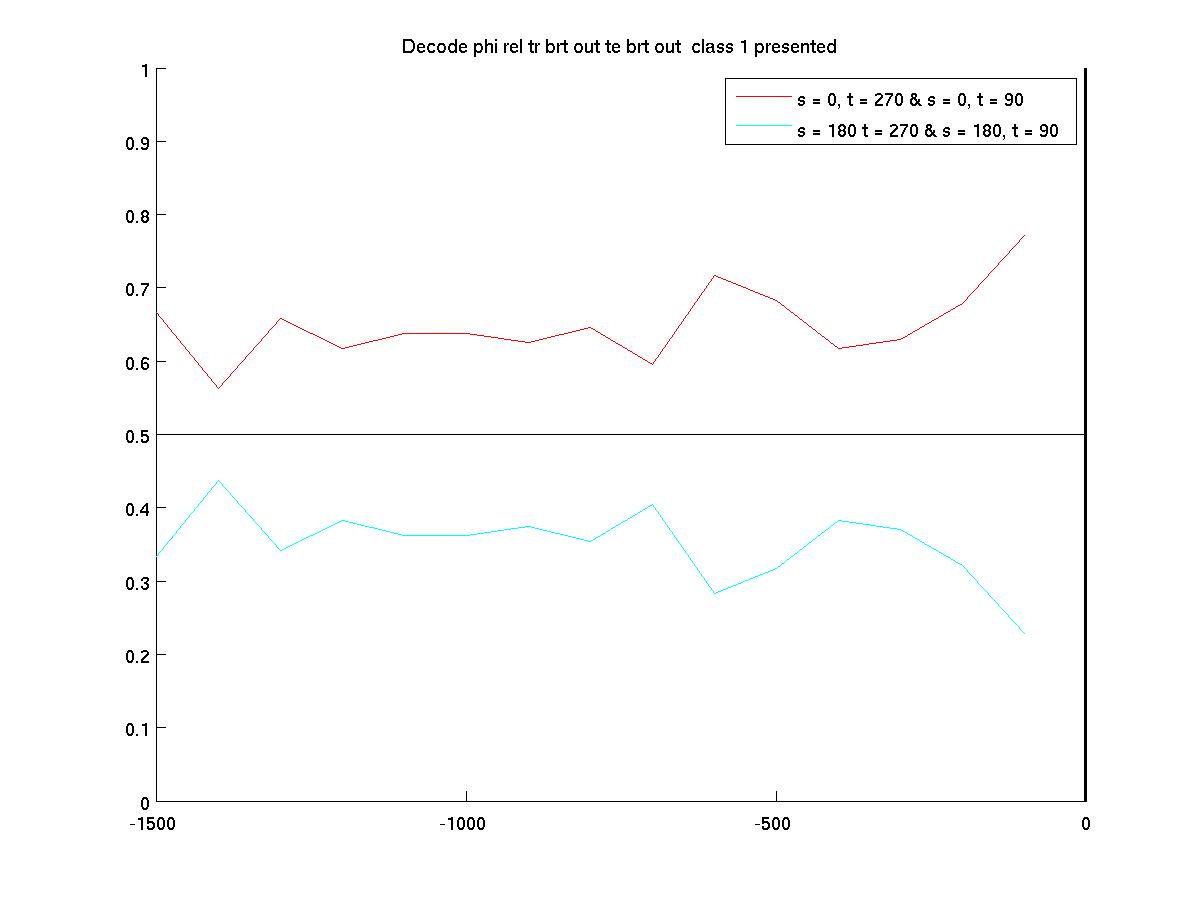 Decode phi rel tr brt out te brt out  class 1 presented
s = 0, t = 270 & s = 0, t = 90
s = 180 t = 270 & s = 180, t = 90
1
0.9
0.8
0.7
0.6
0.5
0.4
0.3
0.2
0.1
0
-1500 -1000 -500 0